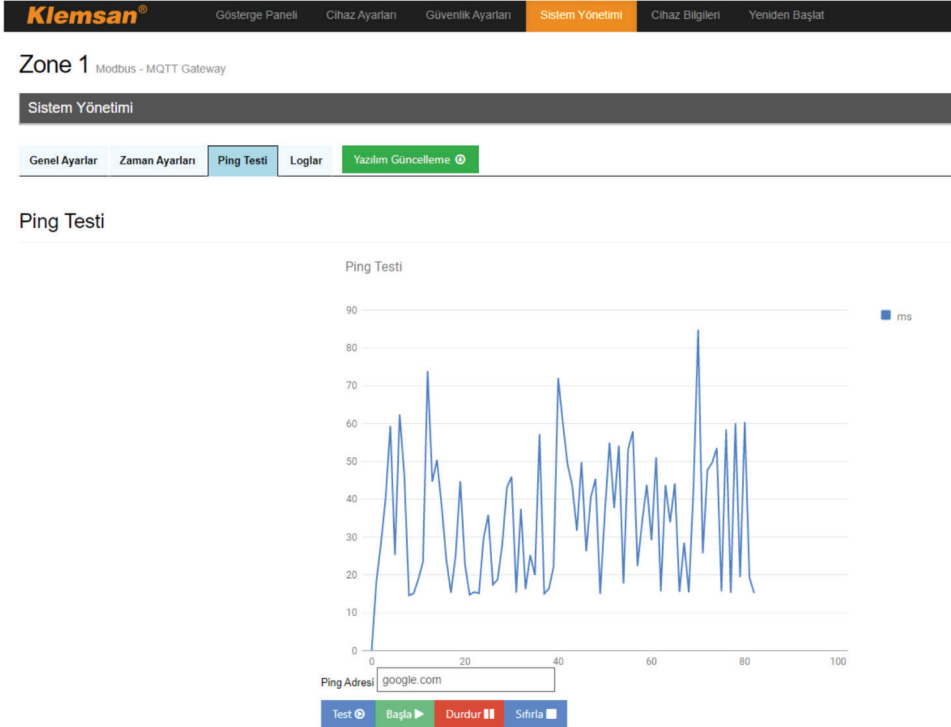 Klemsan®
Gösterge Paneli Cihaz Ayarları Güvenlik Ayarları Sistem Yönetimi Cihaz Bilgileri Yeniden Başlat
Zone 1 Modbus - MQTT Gateway
Sistem Yönetimi
Genel Ayarlar Zaman Ayarları Ping Testi Loglar Yazılım Güncelleme
Ping Testi
Ping Testi
90
ms
80
70
60
50
40
30
20
10
0
0 20 40 60 80 100
Ping Adresi google.com
Test Başla Durdur Sıfırla